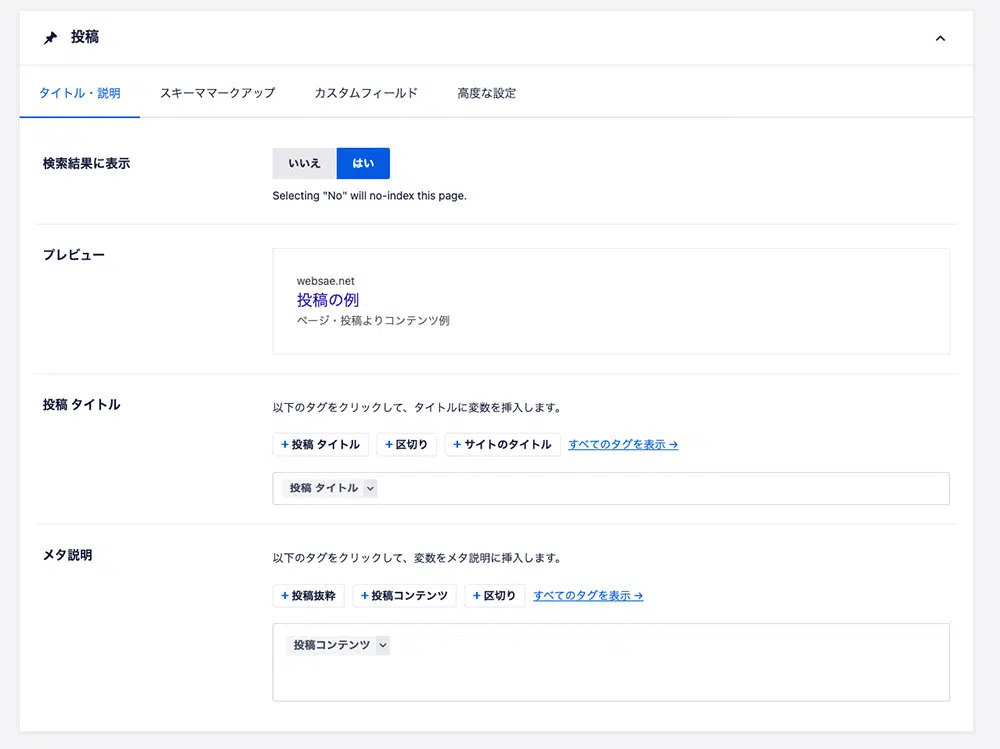 投稿
タイトル・説明 スキーママークアップ カスタムフィールド 高度な設定
検索結果に表示
いいえ はい
Selecting "No" will no-index this page.
プレビュー
websae.net
投稿の例
ページ・投稿よりコンテンツ例
投稿 タイトル
以下のタグをクリックして、タイトルに変数を挿入します。
+ 投稿 タイトル + 区切り + サイトのタイトル すべてのタグを表示 →
投稿 タイトル
メタ説明
以下のタグをクリックして、変数をメタ説明に挿入します。
+ 投稿抜粋 + 投稿コンテンツ + 区切り すべてのタグを表示 →
投稿コンテンツ